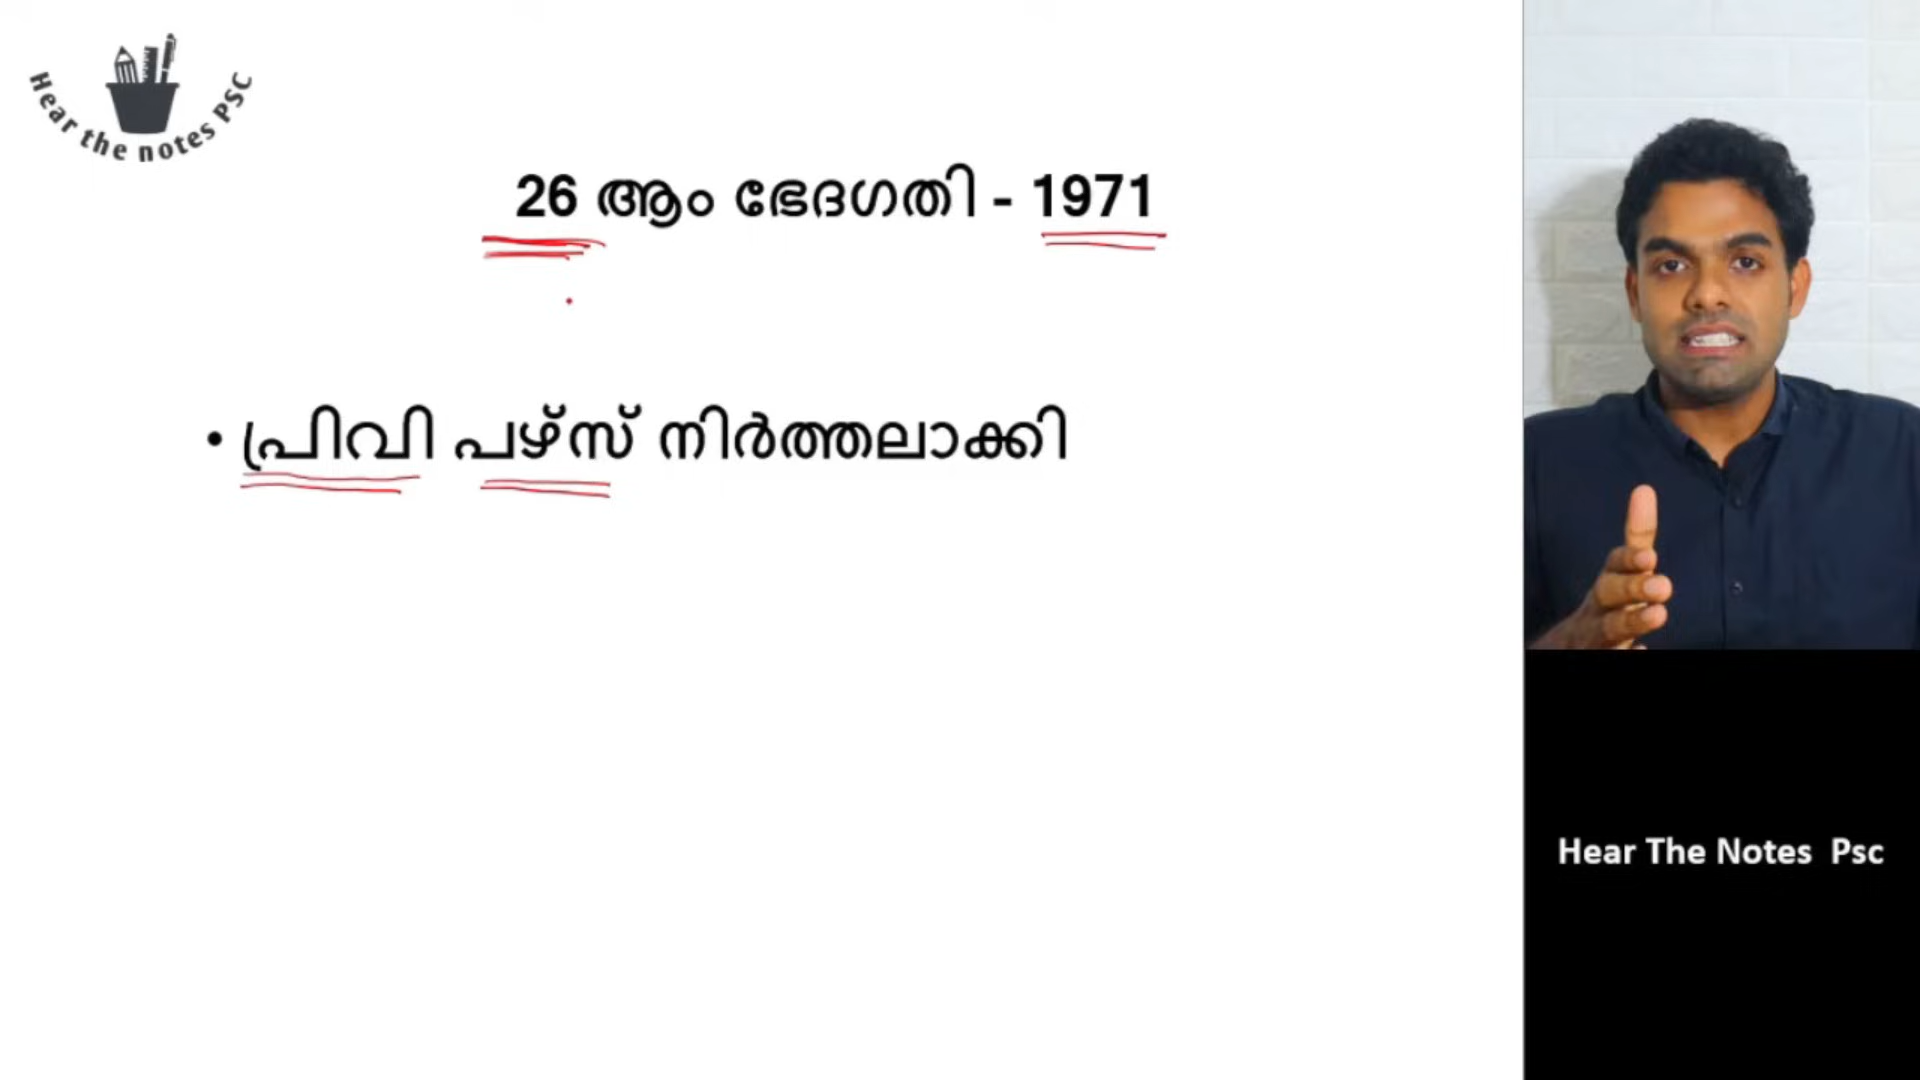 Hear the notes PSC
26 ആം ഭേദഗതി - 1971
• പ്രിവി പഴ്സ് നിർത്തലാക്കി
Hear The Notes Psc